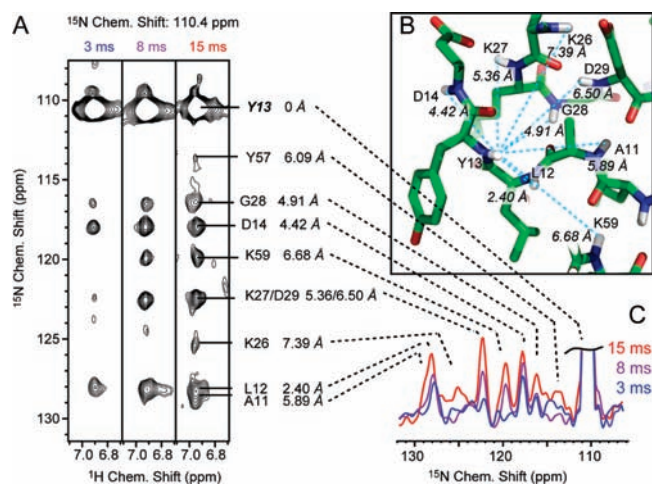 A
15N Chem. Shift: 110.4 ppm
3 ms 8 ms 15 ms
15N Chem. Shift (ppm)
110
115
120
125
130
7.0 6.8 7.0 6.8 7.0 6.8
1H Chem. Shift (ppm)
Y13 0 Å
Y57 6.09 Å
G28 4.91 Å
D14 4.42 Å
K59 6.68 Å
K27/D29 5.36/6.50 Å
K26 7.39 Å
L12 2.40 Å
A11 5.89 Å
B
K26
7.39 Å
K27
5.36 Å
D29
6.50 Å
D14
4.42 Å
G28
4.91 Å
Y13
A11
5.89 Å
L12
2.40 Å
K59
6.68 Å
C
15 ms
8 ms
3 ms
130 120 110
15N Chem. Shift (ppm)